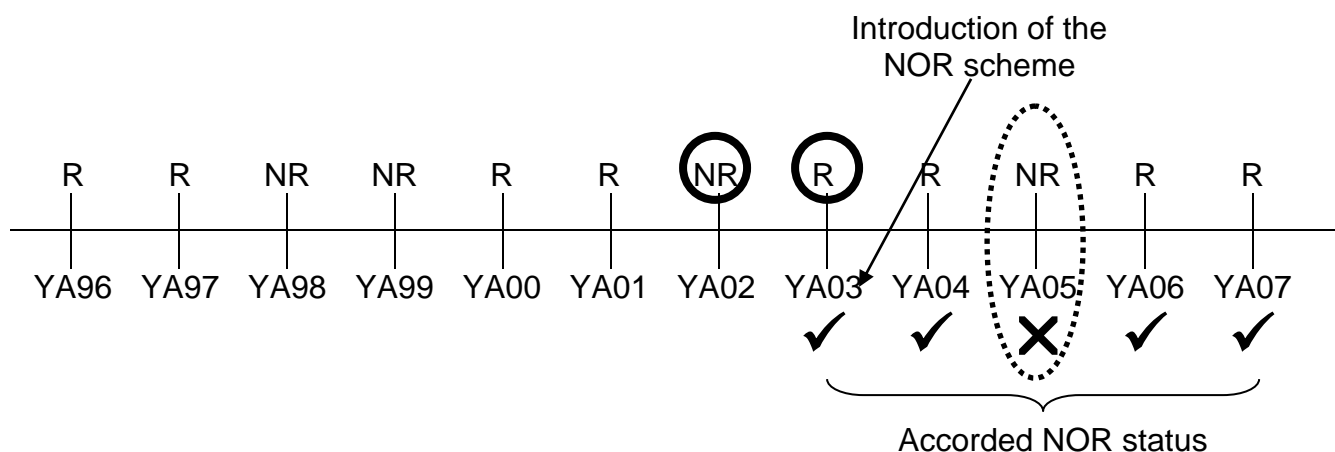 Introduction of the
NOR scheme
R R NR NR R R NR R R NR R R
YA96 YA97 YA98 YA99 YA00 YA01 YA02 YA03 YA04 YA05 YA06 YA07
Accorded NOR status